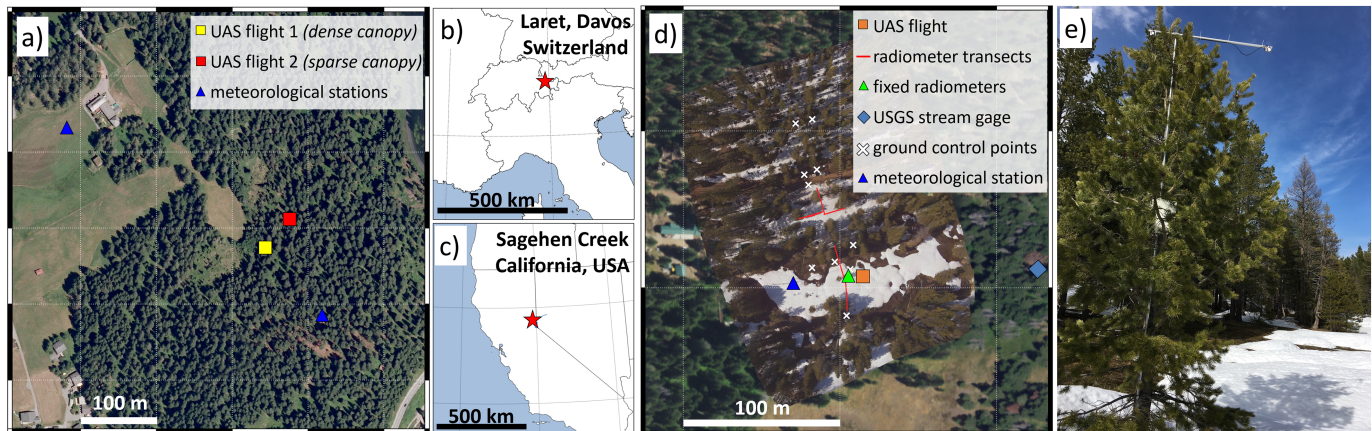 a)
UAS flight 1 (dense canopy)
UAS flight 2 (sparse canopy)
meteorological stations
100 m
b)
Laret, Davos
Switzerland
500 km
c)
Sagehen Creek
California, USA
500 km
d)
UAS flight
radiometer transects
fixed radiometers
USGS stream gage
ground control points
meteorological station
100 m
e)